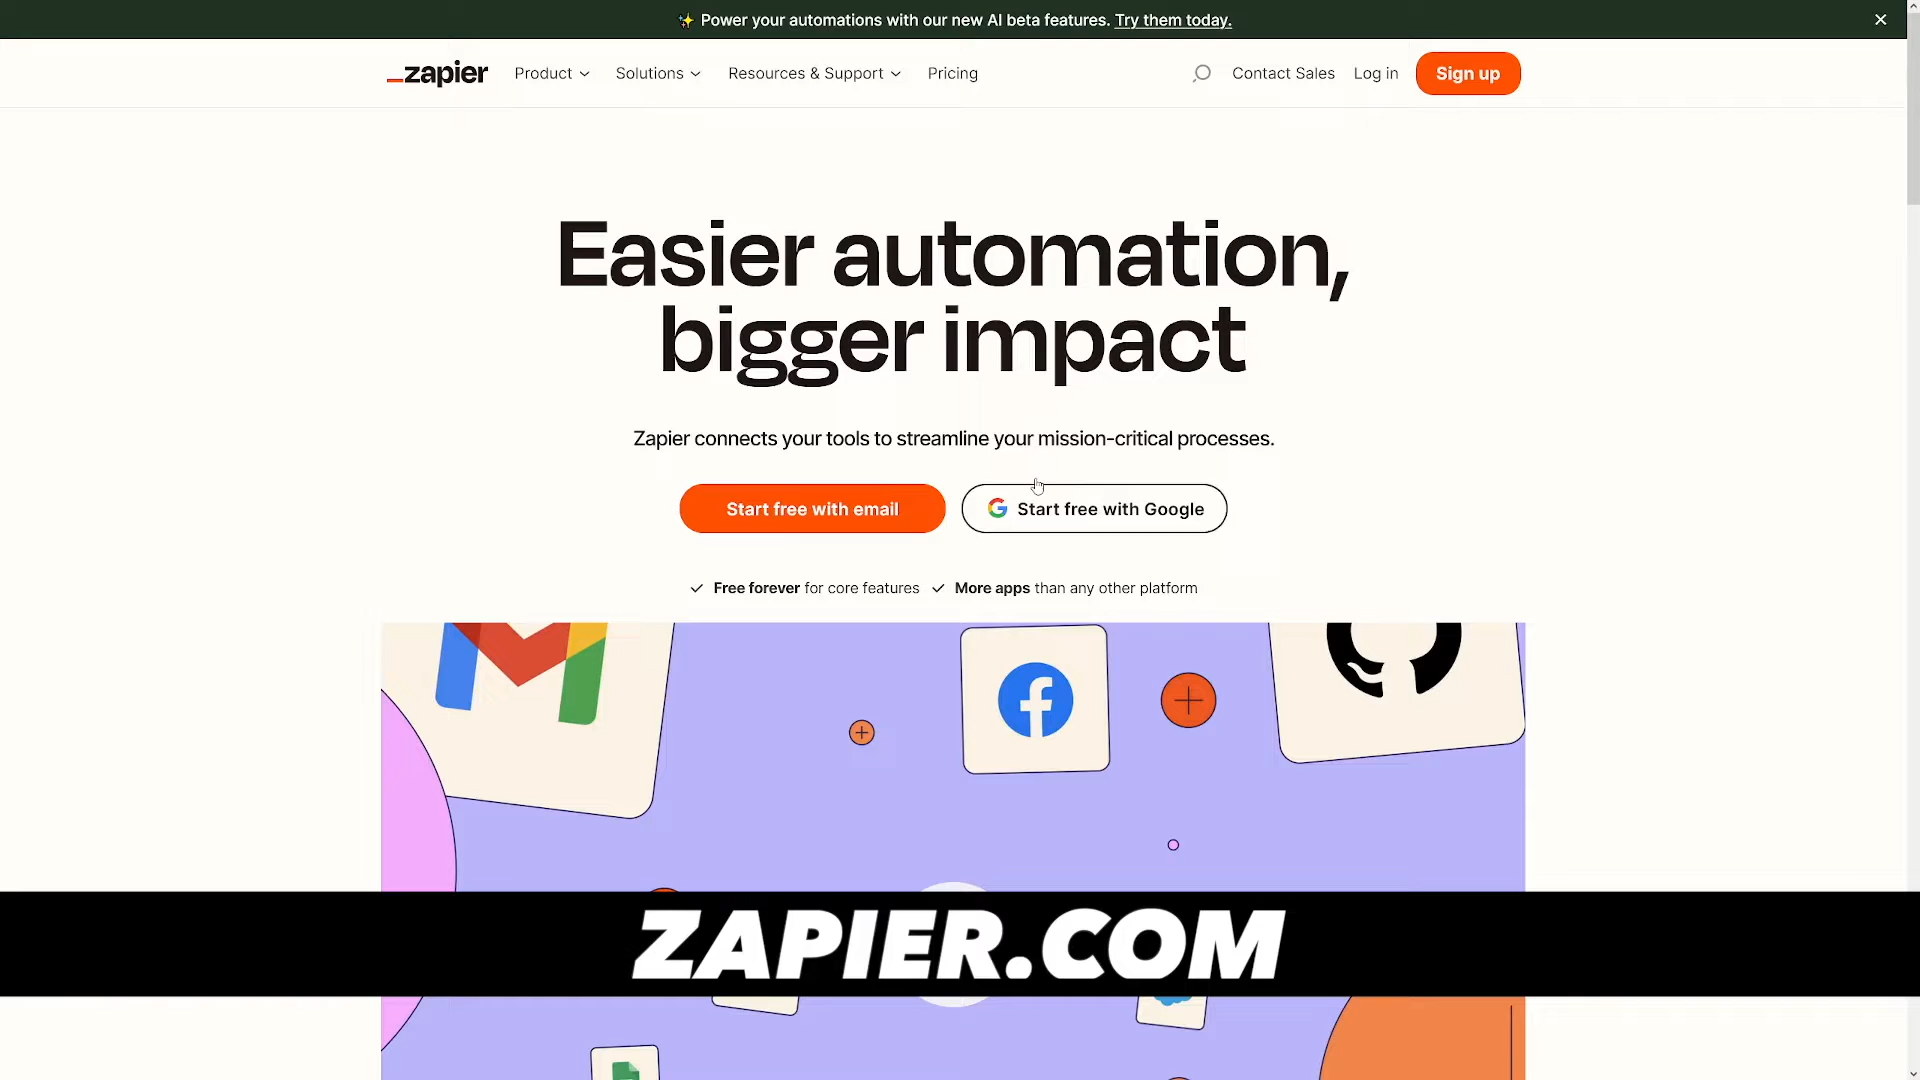 Power your automations with our new AI beta features. Try them today.
zapier Product Solutions Resources & Support Pricing Contact Sales Log in Sign up
Easier automation,
bigger impact
Zapier connects your tools to streamline your mission-critical processes.
Start free with email Start free with Google
Free forever for core features More apps than any other platform
ZAPIER.COM